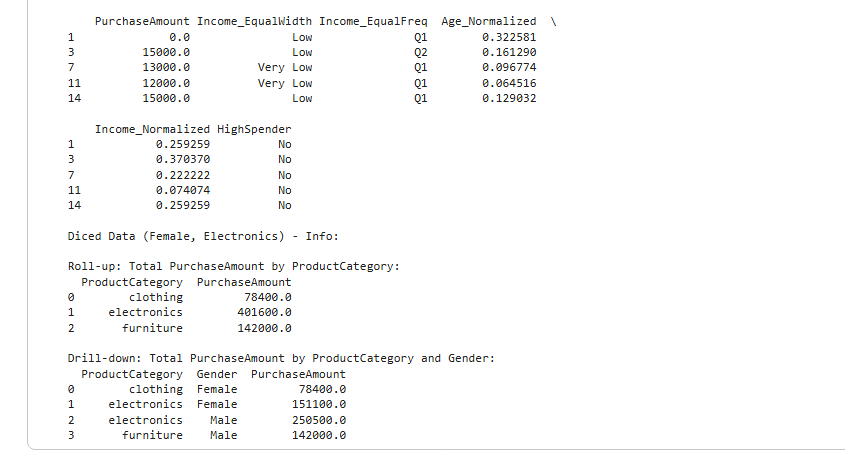 PurchaseAmount Income_EqualWidth Income_EqualFreq Age_Normalized \
1 0.0 Low Q1 0.322581
3 15000.0 Low Q2 0.161290
7 13000.0 Very Low Q1 0.096774
11 12000.0 Very Low Q1 0.064516
14 15000.0 Low Q1 0.129032
Income_Normalized HighSpender
1 0.259259 No
3 0.370370 No
7 0.222222 No
11 0.074074 No
14 0.259259 No
Diced Data (Female, Electronics) - Info:
Roll-up: Total PurchaseAmount by ProductCategory:
ProductCategory PurchaseAmount
0 clothing 78400.0
1 electronics 401600.0
2 furniture 142000.0
Drill-down: Total PurchaseAmount by ProductCategory and Gender:
ProductCategory Gender PurchaseAmount
0 clothing Female 78400.0
1 electronics Female 151100.0
2 electronics Male 250500.0
3 furniture Male 142000.0